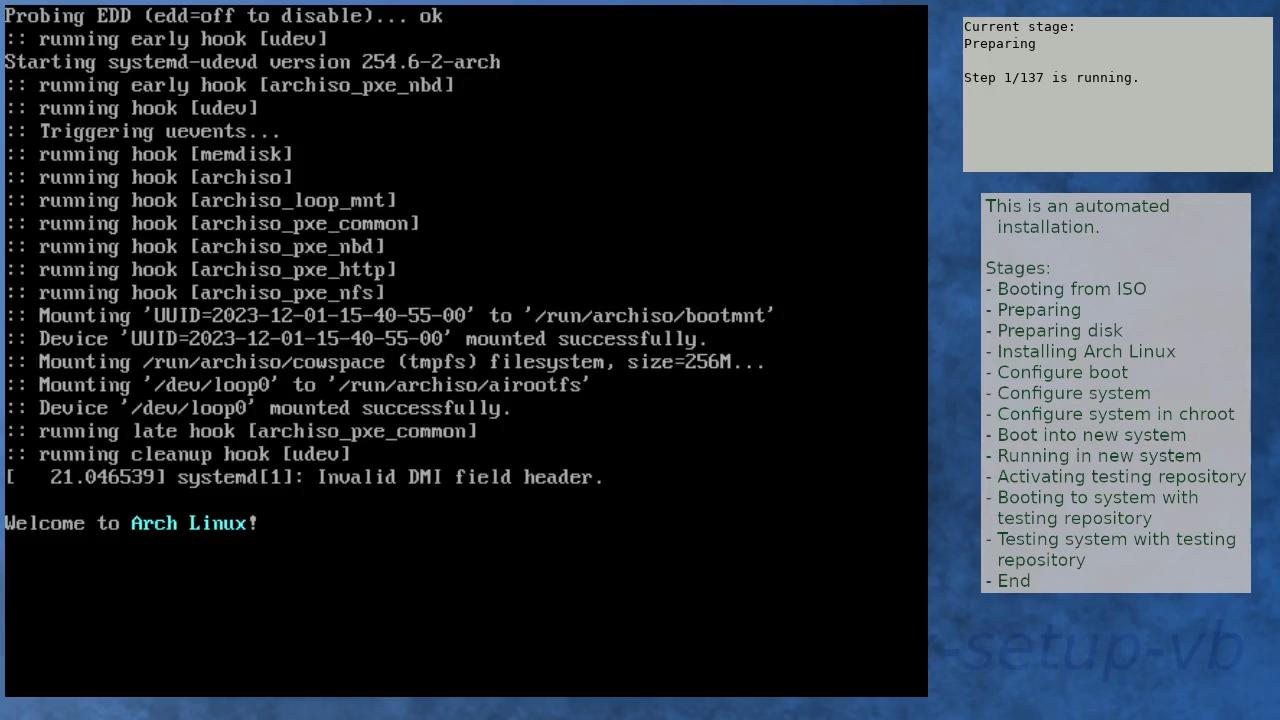 Probing EDD (edd=off to disable)... ok
:: running early hook [udev]
Starting systemd-udevd version 254.6-2-arch
:: running early hook [archiso_pxe_nbd]
:: running hook [udev]
:: Triggering uevents...
:: running hook [memdisk]
:: running hook [archiso]
:: running hook [archiso_loop_mnt]
:: running hook [archiso_pxe_common]
:: running hook [archiso_pxe_nbd]
:: running hook [archiso_pxe_http]
:: running hook [archiso_pxe_nfs]
:: Mounting 'UUID=2023-12-01-15-40-55-00' to '/run/archiso/bootmnt'
:: Device 'UUID=2023-12-01-15-40-55-00' mounted successfully.
:: Mounting /run/archiso/cowspace (tmpfs) filesystem, size=256M...
:: Mounting '/dev/loop0' to '/run/archiso/airootfs'
:: Device '/dev/loop0' mounted successfully.
:: running late hook [archiso_pxe_common]
:: running cleanup hook [udev]
[   21.046539] systemd[1]: Invalid DMI field header.
Welcome to Arch Linux!
Current stage:
Preparing
Step 1/137 is running.
This is an automated
installation.
Stages:
- Booting from ISO
- Preparing
- Preparing disk
- Installing Arch Linux
- Configure boot
- Configure system
- Configure system in chroot
- Boot into new system
- Running in new system
- Activating testing repository
- Booting to system with
testing repository
- Testing system with testing
repository
- End
-setup-vb